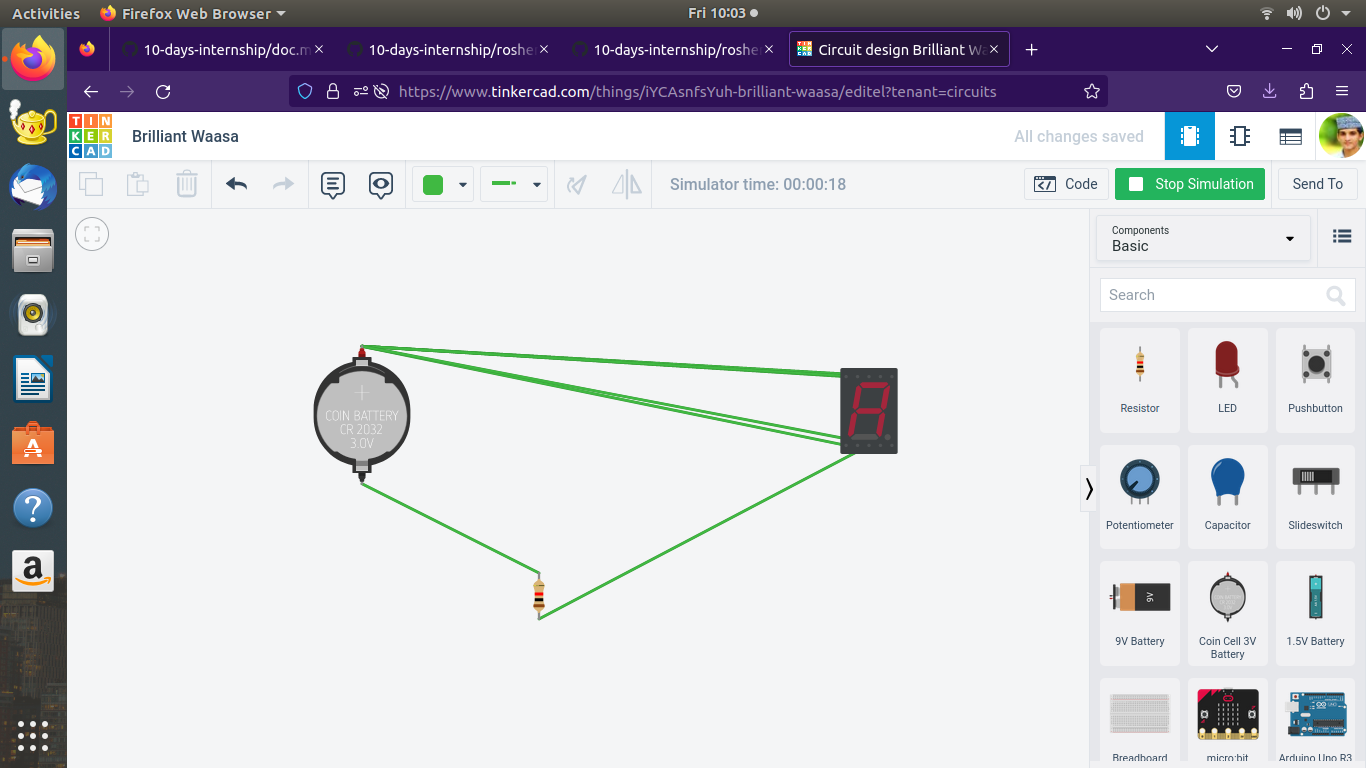 Activities Firefox Web Browser Fri 10:03
10-days-internship/doc.m 10-days-internship/roshe 10-days-internship/roshe Circuit design Brilliant Wa
https://www.tinkercad.com/things/iYCAsnfsYuh-brilliant-waasa/editel?tenant=circuits
TIN
KER
CAD
Brilliant Waasa
All changes saved
Simulator time: 00:00:18
Code
Stop Simulation
Send To
Components
Basic
Search
COIN BATTERY
CR 2032
3.0V
A
Resistor LED Pushbutton
Potentiometer Capacitor Slideswitch
9V
9V Battery Coin Cell 3V Battery 1.5V Battery
Breadboard micro:bit Arduino Uno R3